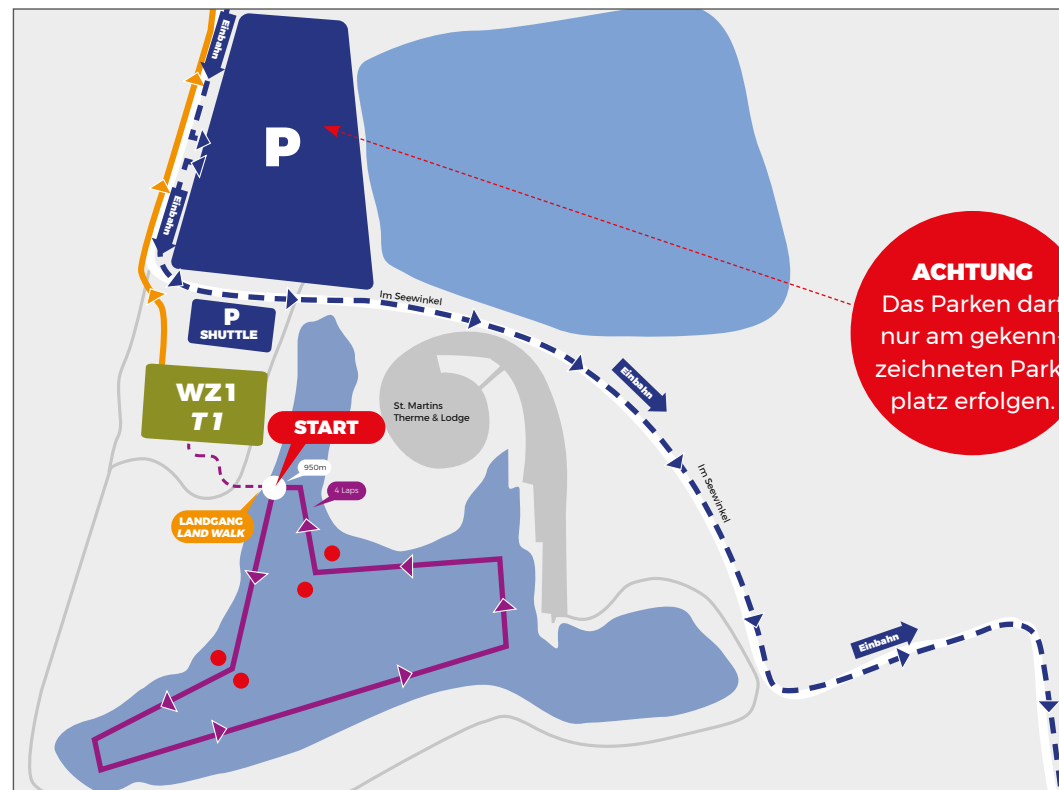 Einbahn
P
Einbahn
Im Seewinkel
P
SHUTTLE
ACHTUNG
Das Parken darf
nur am gekenn-
zeichneten Park-
platz erfolgen.
Einbahn
WZ1
T1
St. Martins
Therme & Lodge
START
950m
4 Laps
Im Seewinkel
LANDGANG
LAND WALK
Einbahn